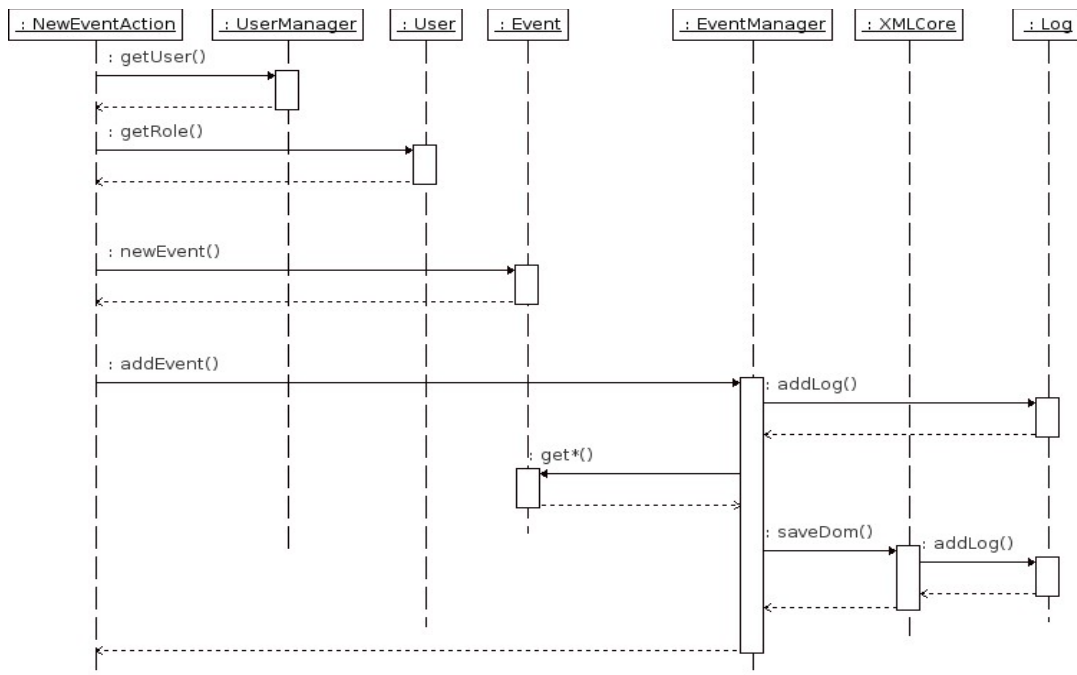 : NewEventAction
: UserManager
: User
: Event
: EventManager
: XMLCore
: Log
: getUser()
: getRole()
: newEvent()
: addEvent()
: addLog()
: get*()
: saveDom()
: addLog()